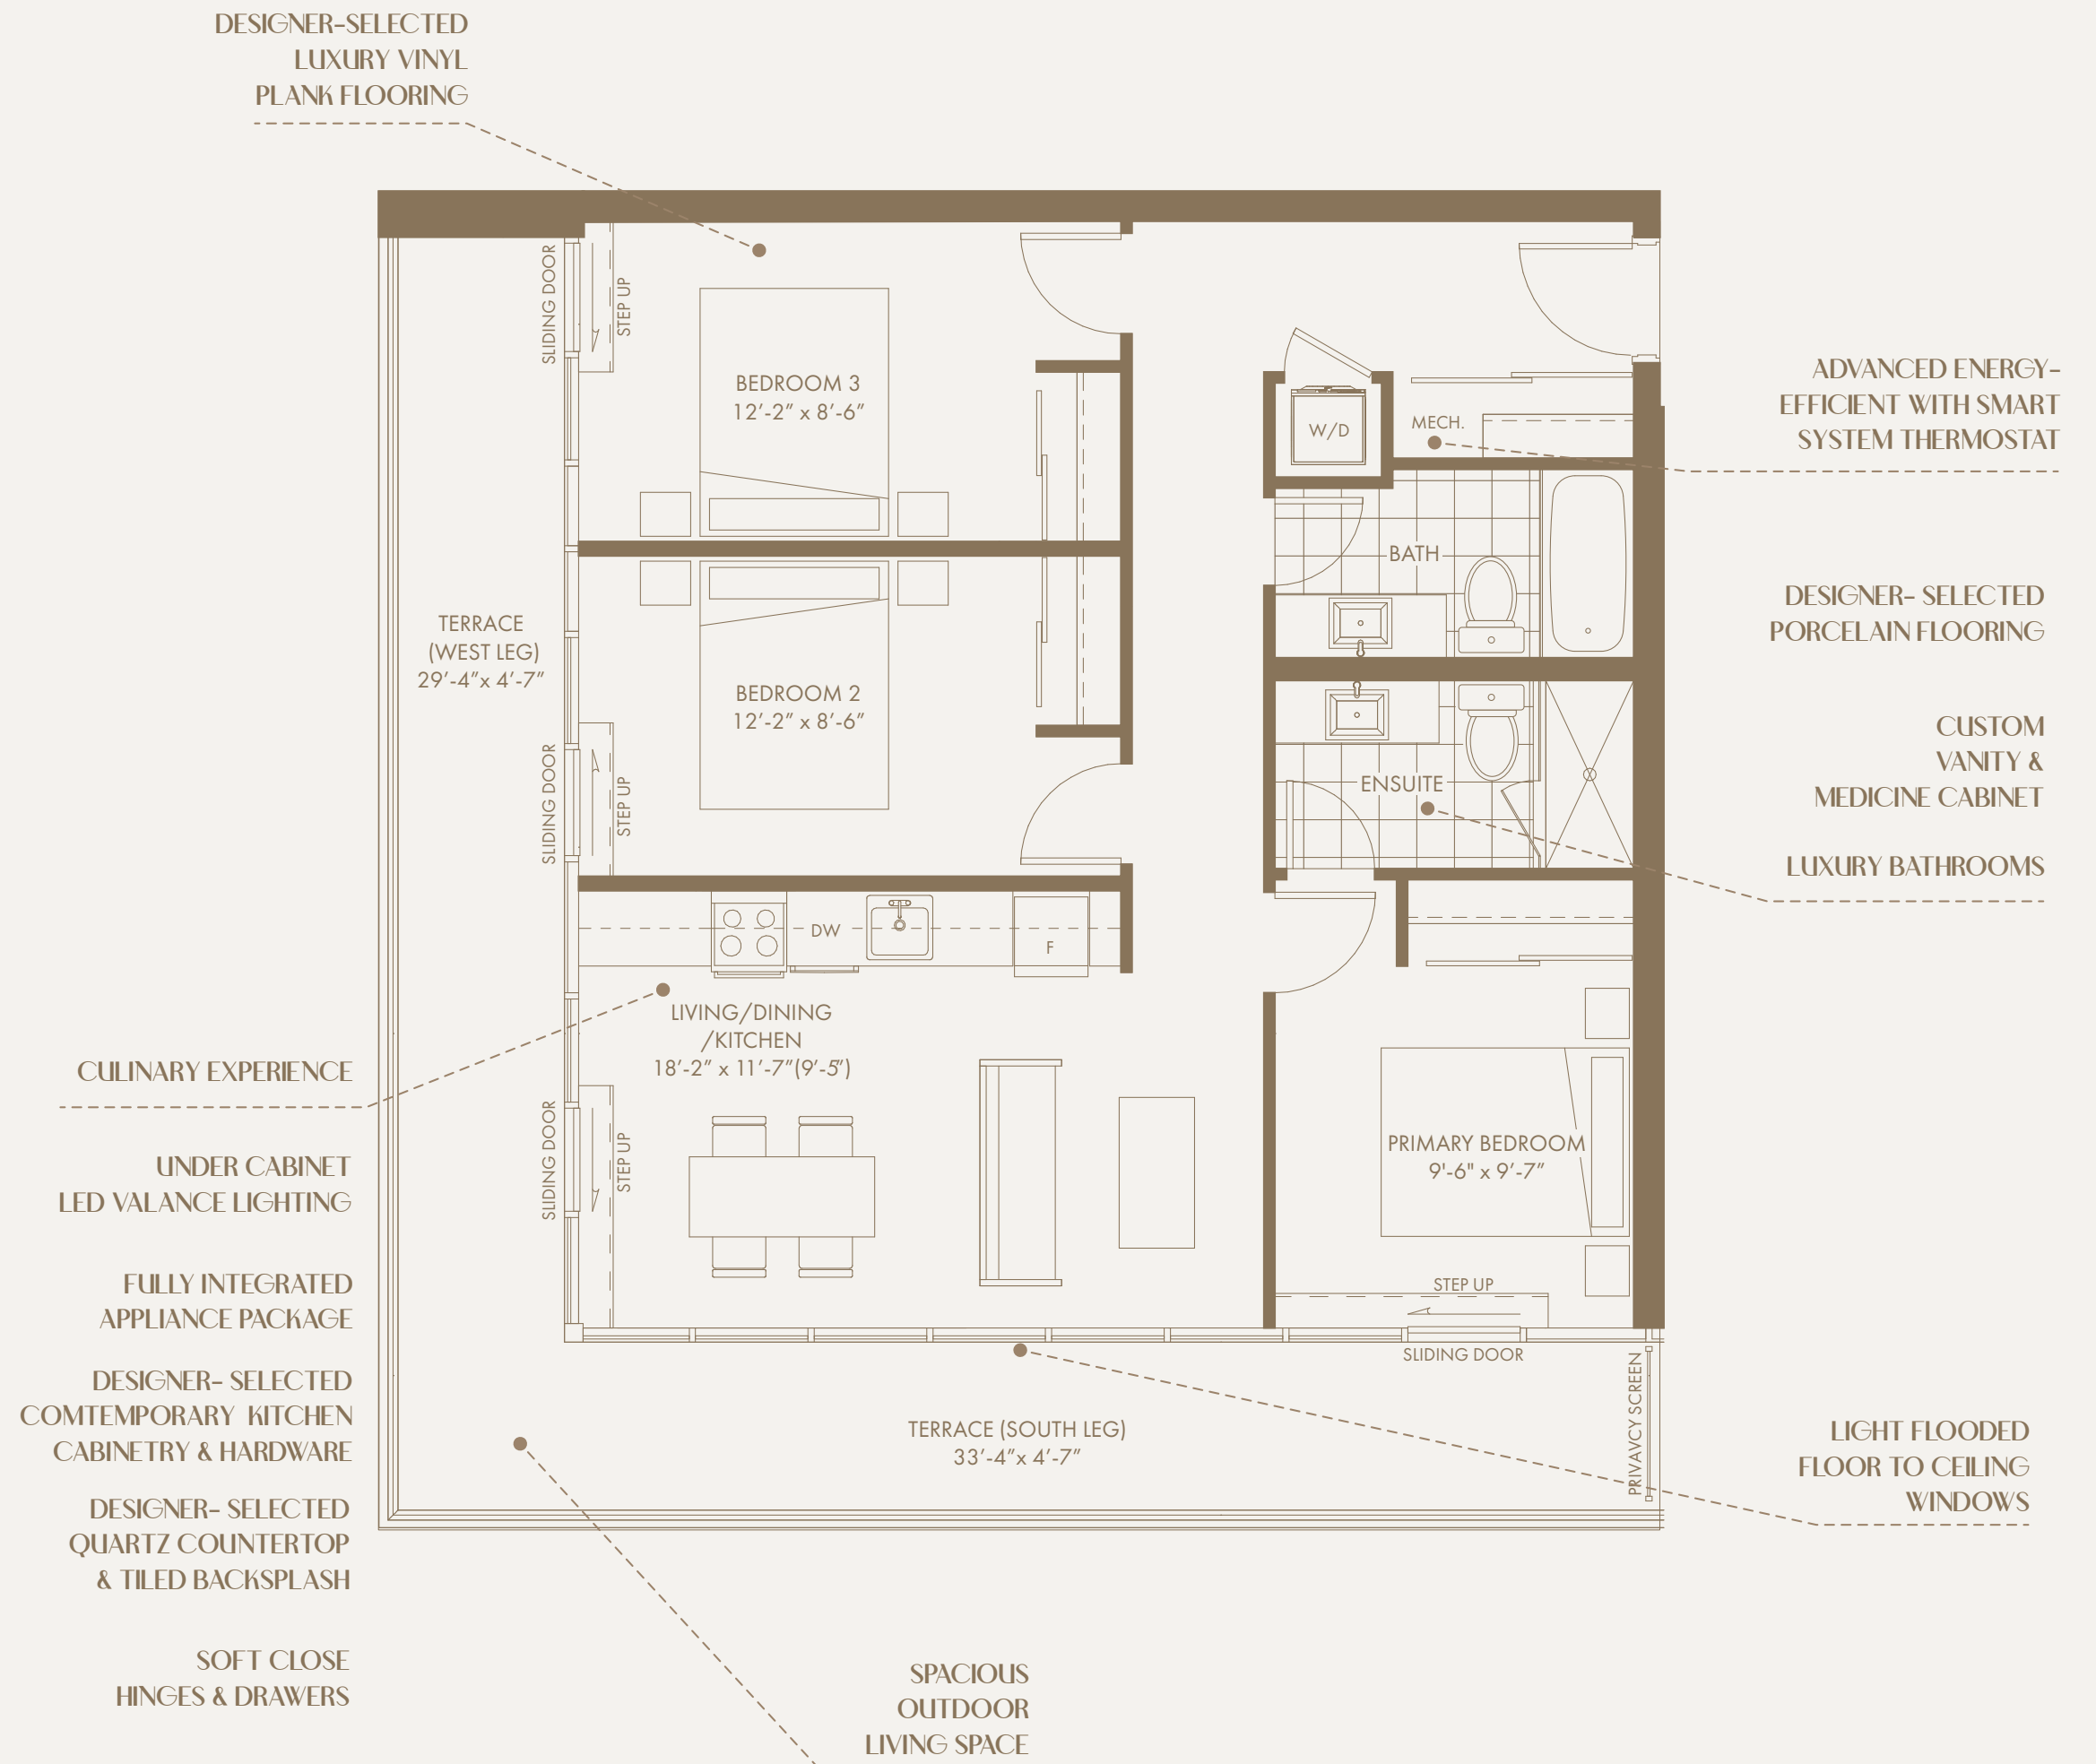 DESIGNER-SELECTED
LUXURY VINYL
PLANK FLOORING
SLIDING DOOR
STEP UP
BEDROOM 3
12'-2" x 8'-6"
W/D
MECH.
ADVANCED ENERGY-
EFFICIENT WITH SMART
SYSTEM THERMOSTAT
BATH
DESIGNER- SELECTED
PORCELAIN FLOORING
TERRACE
(WEST LEG)
29'-4"x 4'-7"
BEDROOM 2
12'-2" x 8'-6"
SLIDING DOOR
STEP UP
ENSUITE
CUSTOM
VANITY &
MEDICINE CABINET
LUXURY BATHROOMS
DW
F
LIVING/DINING
/KITCHEN
18'-2" x 11'-7"(9'-5")
CULINARY EXPERIENCE
SLIDING DOOR
STEP UP
PRIMARY BEDROOM
9'-6" x 9'-7"
STEP UP
SLIDING DOOR
PRIVAVCY SCREEN
UNDER CABINET
LED VALANCE LIGHTING
FULLY INTEGRATED
APPLIANCE PACKAGE
DESIGNER- SELECTED
COMTEMPORARY KITCHEN
CABINETRY & HARDWARE
TERRACE (SOUTH LEG)
33'-4"x 4'-7"
LIGHT FLOODED
FLOOR TO CEILING
WINDOWS
DESIGNER- SELECTED
QUARTZ COUNTERTOP
& TILED BACKSPLASH
SOFT CLOSE
HINGES & DRAWERS
SPACIOUS
OUTDOOR
LIVING SPACE